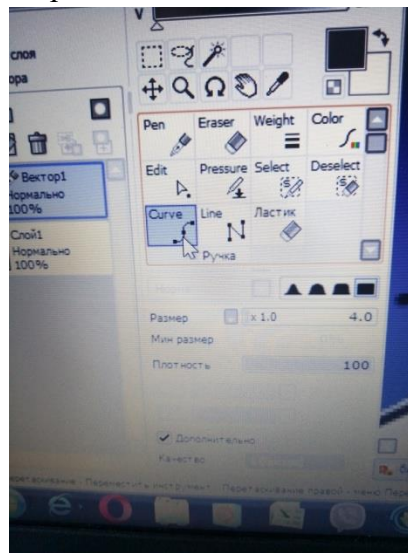 слоя
ора
Вектор1
Нормально
100%
Слой1
Нормально
100%
Pen
Eraser
Weight
Color
Edit
Pressure
Select
Deselect
Curve
Line
Ластик
Ручка
Размер x 1.0 4.0
Мин размер
Плотность 100
Дополнительно
Качество